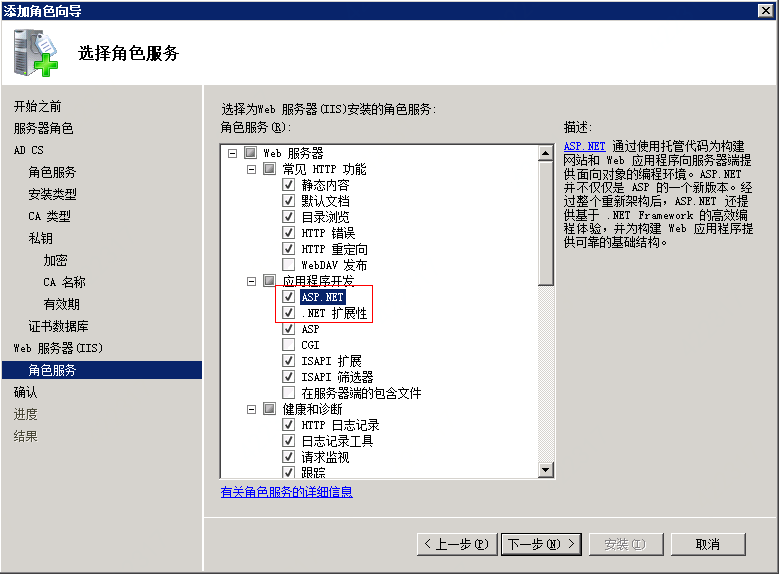 添加角色向导
选择角色服务
开始之前
服务器角色
AD CS
角色服务
安装类型
CA 类型
私钥
加密
CA 名称
有效期
证书数据库
Web 服务器(IIS)
角色服务
确认
进度
结果
选择为Web 服务器(IIS)安装的角色服务:
角色服务(R):
Web 服务器
常见 HTTP 功能
静态内容
默认文档
目录浏览
HTTP 错误
HTTP 重定向
WebDAV 发布
应用程序开发
ASP.NET
.NET 扩展性
ASP
CGI
ISAPI 扩展
ISAPI 筛选器
在服务器端的包含文件
健康和诊断
HTTP 日志记录
日志记录工具
请求监视
跟踪
有关角色服务的详细信息
描述:
ASP.NET 通过使用托管代码为构建
网站和 Web 应用程序向服务器端提
供面向对象的编程环境。ASP.NET
并不仅仅是 ASP 的一个新版本。经
过整个重新架构后，ASP.NET 还提
供基于 .NET Framework 的高效编
程体验，并为构建 Web 应用程序提
供可靠的基础结构。
< 上一步(P)
下一步(N) >
安装(I)
取消